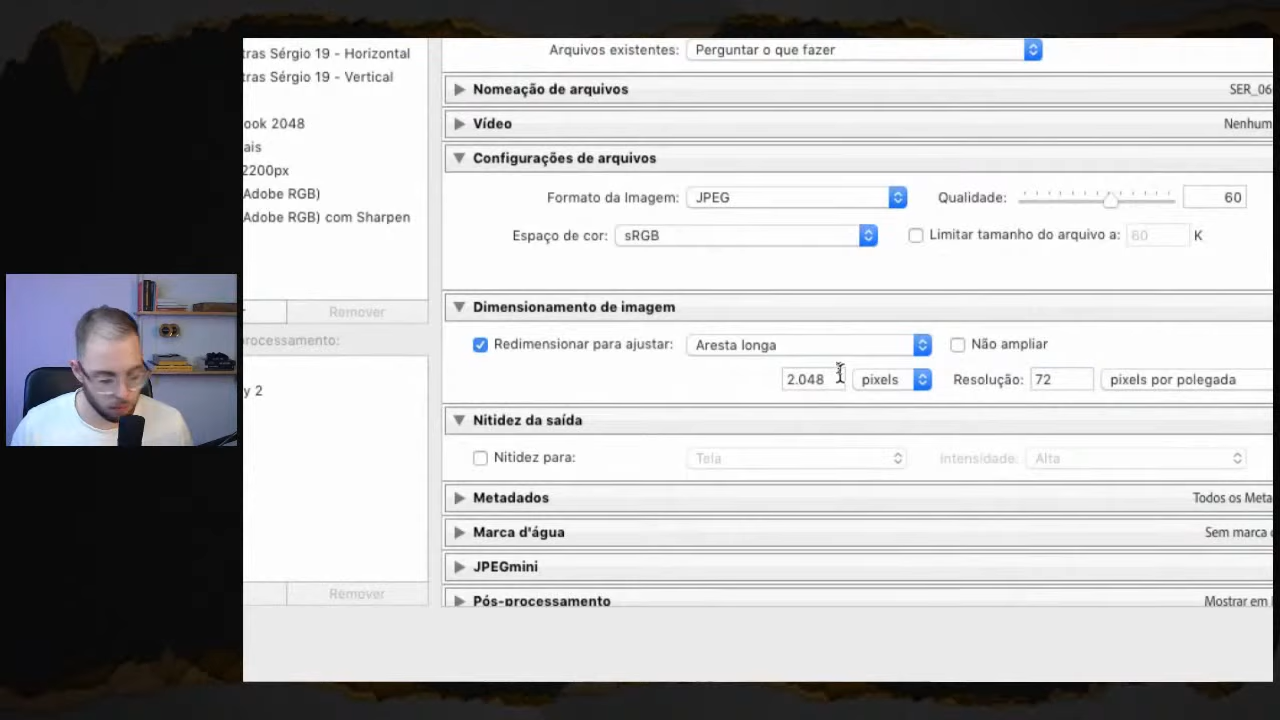 Arquivos existentes: Perguntar o que fazer
tras Sérgio 19 - Horizontal
tras Sérgio 19 - Vertical
ook 2048
ais
2200px
Adobe RGB)
Adobe RGB) com Sharpen
Remover
rocessamento:
y 2
Remover
Nomeação de arquivos SER_06
Vídeo Nenhum
Configurações de arquivos
Formato da Imagem: JPEG Qualidade: 60
Espaço de cor: sRGB Limitar tamanho do arquivo a: 60 K
Dimensionamento de imagem
Redimensionar para ajustar: Aresta longa Não ampliar
2.048 pixels Resolução: 72 pixels por polegada
Nitidez da saída
Nitidez para: Tela Intensidade: Alta
Metadados Todos os Meta
Marca d'água Sem marca
JPEGmini
Pós-processamento Mostrar em